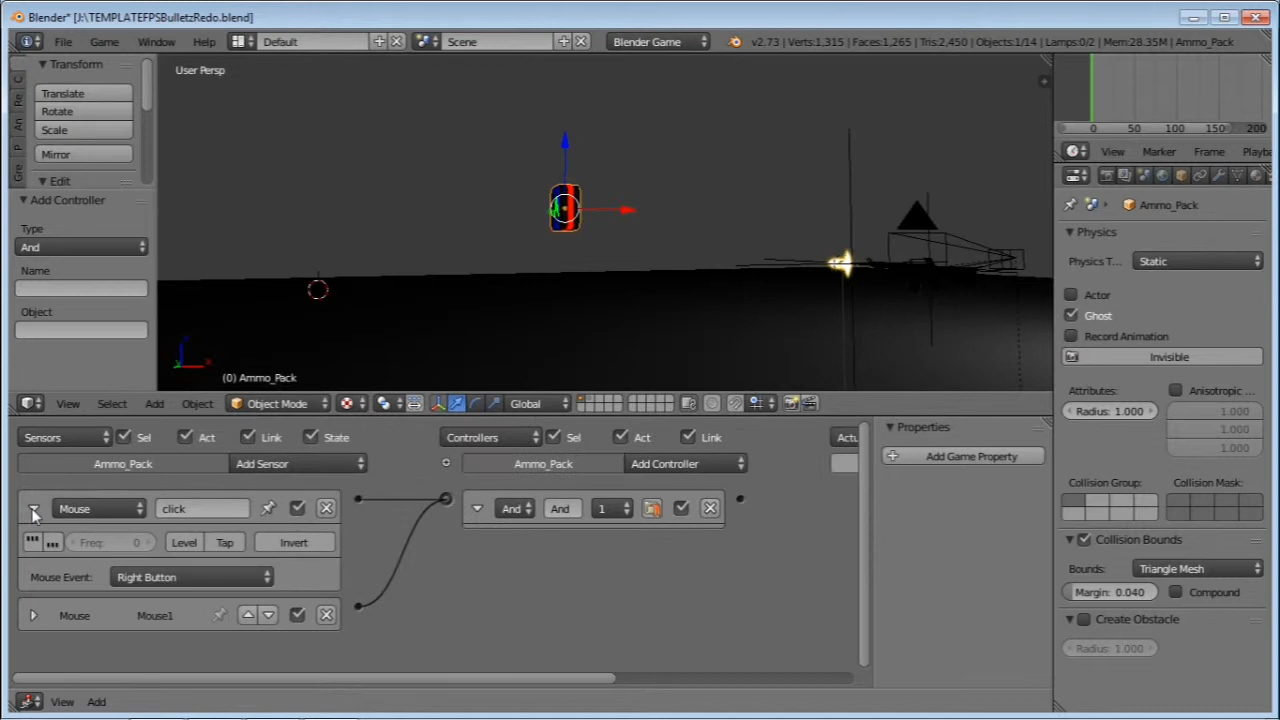 Blender* [J:\TEMPLATEFPSBulletzRedo.blend]
File Game Window Help Default Scene Blender Game v2.73 | Verts:1,315 | Faces:1,265 | Tris:2,450 | Objects:1/14 | Lamps:0/2 | Mem:28.35M | Ammo_Pack
Transform
Translate
Rotate
Scale
Mirror
Edit
C
Re
An
P
Gre
Add Controller
Type
And
Name
Object
User Persp
(0) Ammo_Pack
View Select Add Object Object Mode Global
0 50 100 150 200
View Marker Frame Playba
Ammo_Pack
Physics
Physics T... Static
Actor
Ghost
Record Animation
Invisible
Attributes: Anisotropic
Radius: 1.000 1.000
1.000
1.000
Collision Group: Collision Mask:
Collision Bounds
Bounds: Triangle Mesh
Margin: 0.040 Compound
Create Obstacle
Radius: 1.000
Sensors Sel Act Link State
Ammo_Pack Add Sensor
Mouse click
Freq: 0 Level Tap Invert
Mouse Event: Right Button
Mouse Mouse1
Controllers Sel Act Link
Ammo_Pack Add Controller
And And 1
Actu
Properties
Add Game Property
View Add